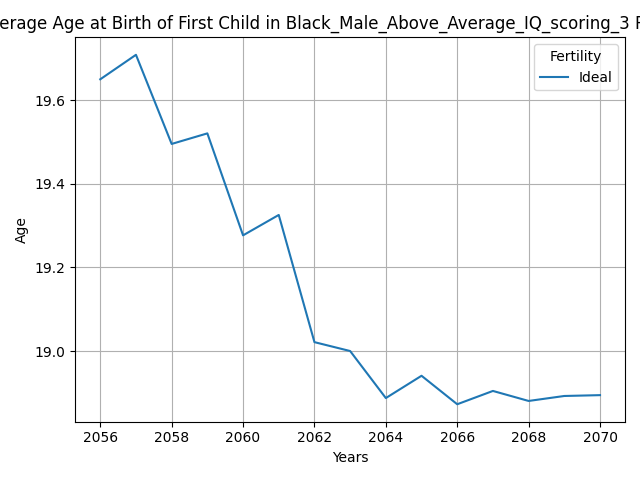 erage Age at Birth of First Child in Black_Male_Above_Average_IQ_scoring_3
Fertility
Ideal
19.6
19.4
19.2
19.0
Age
2056 2058 2060 2062 2064 2066 2068 2070
Years